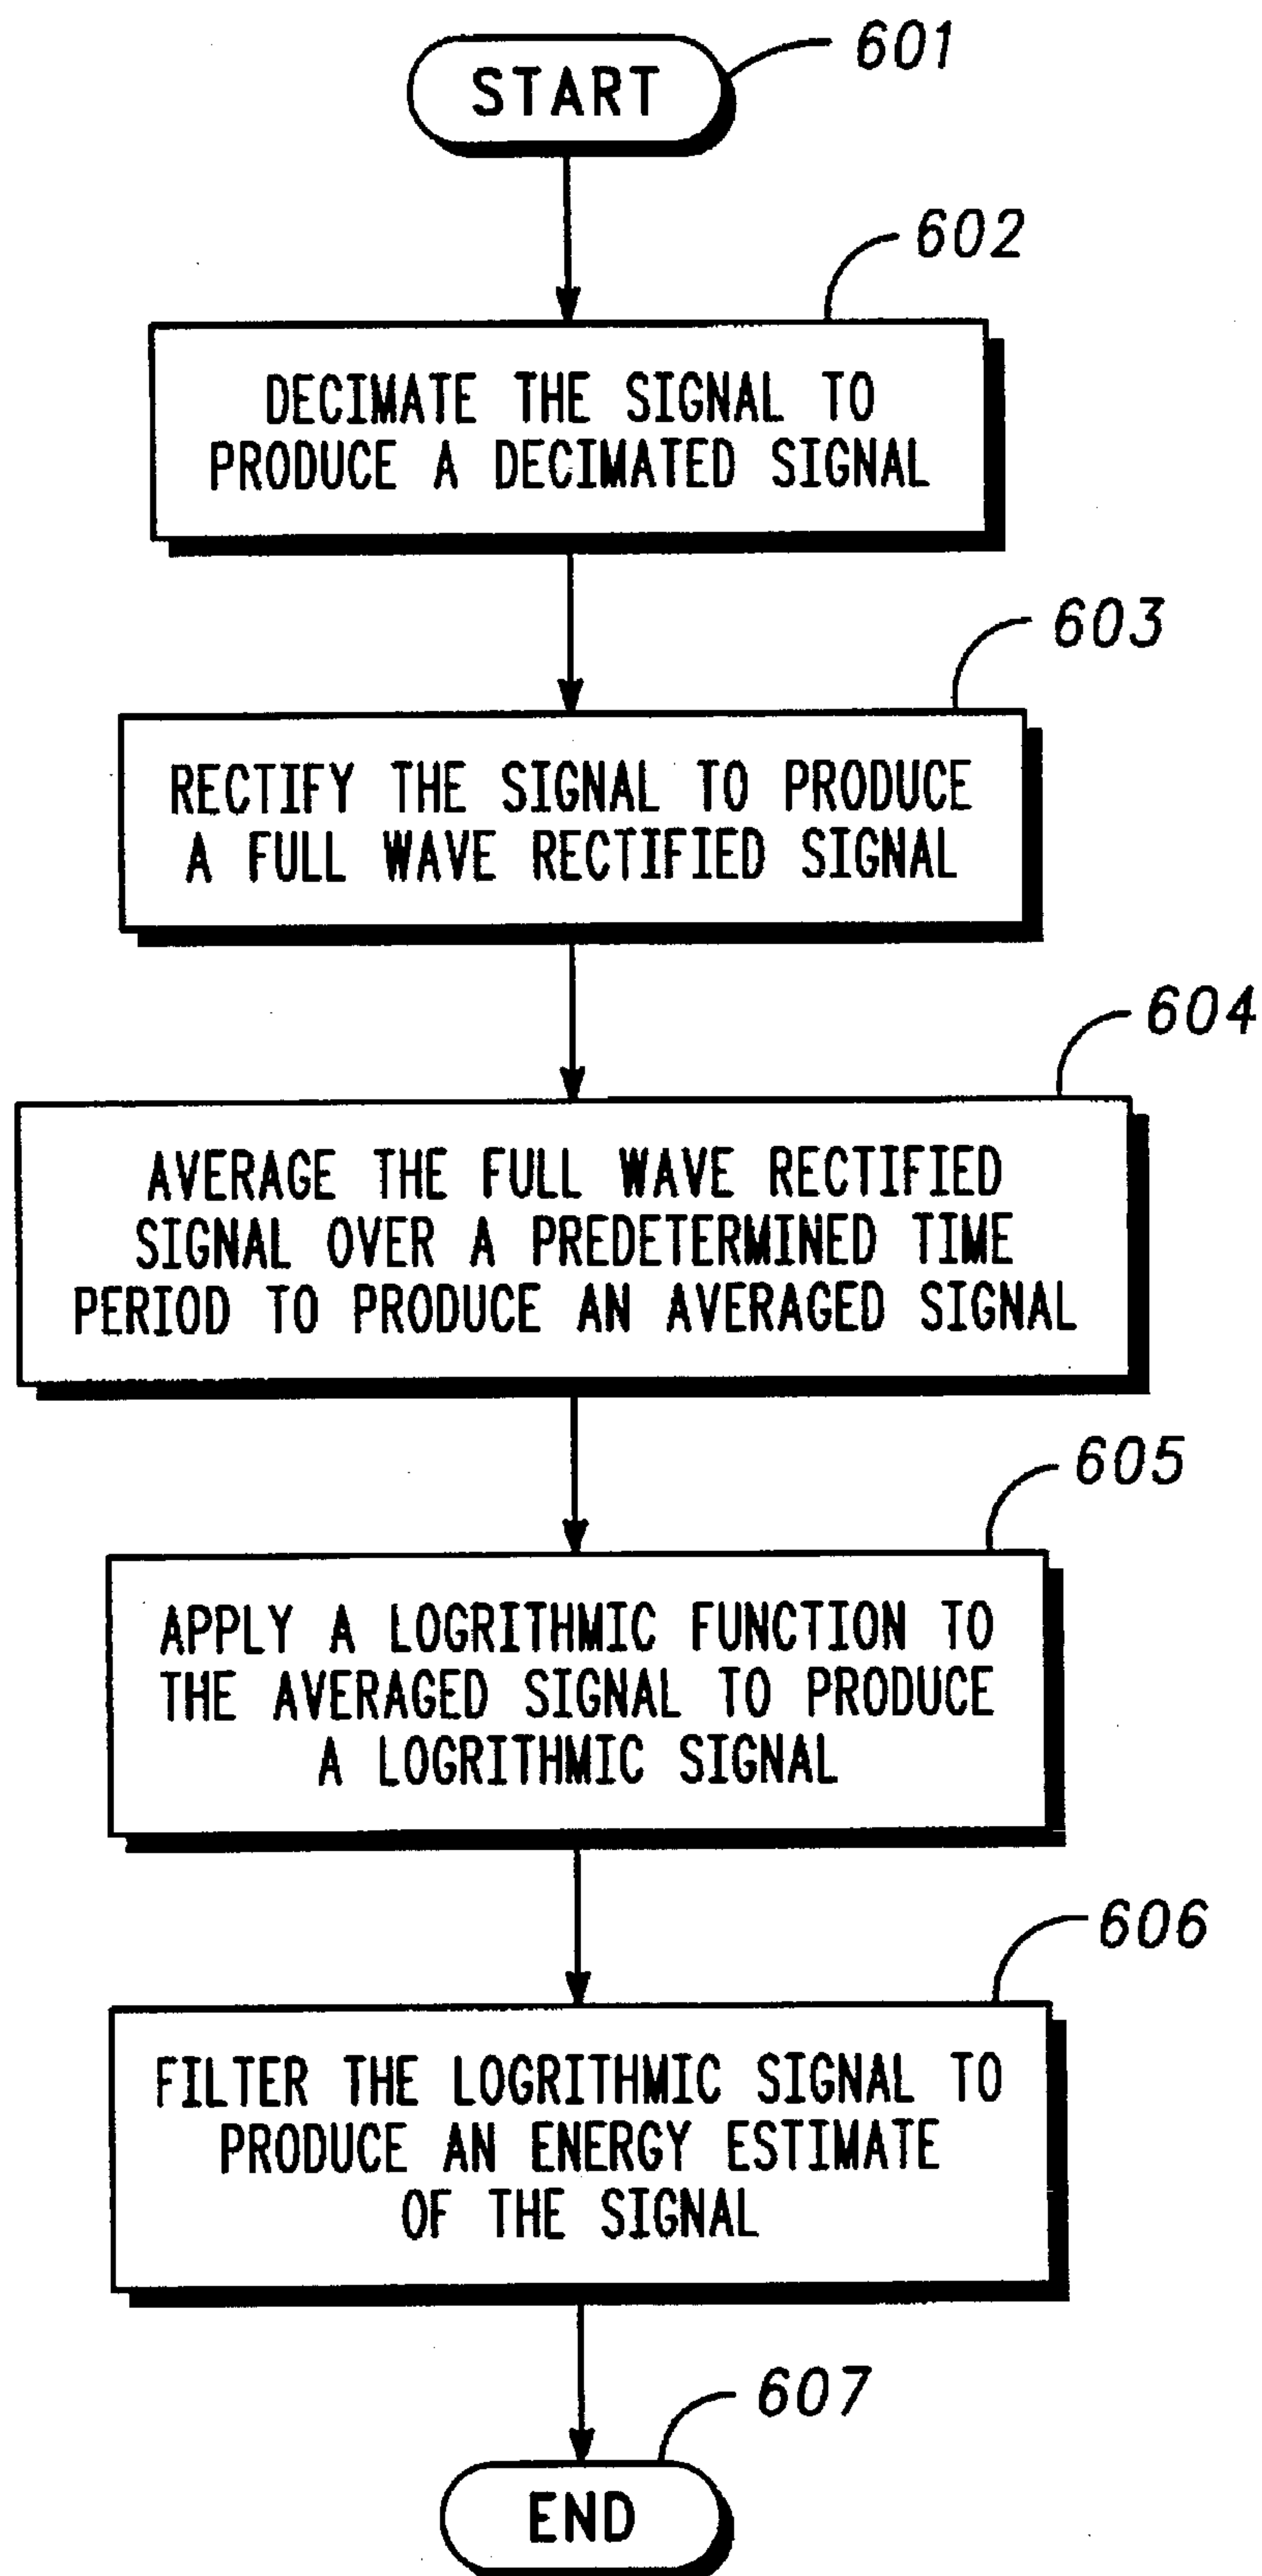 START
601
602
DECIMATE THE SIGNAL TO
PRODUCE A DECIMATED SIGNAL
603
RECTIFY THE SIGNAL TO PRODUCE
A FULL WAVE RECTIFIED SIGNAL
604
AVERAGE THE FULL WAVE RECTIFIED
SIGNAL OVER A PREDETERMINED TIME
PERIOD TO PRODUCE AN AVERAGED SIGNAL
605
APPLY A LOGRITHMIC FUNCTION TO
THE AVERAGED SIGNAL TO PRODUCE
A LOGRITHMIC SIGNAL
606
FILTER THE LOGRITHMIC SIGNAL TO
PRODUCE AN ENERGY ESTIMATE
OF THE SIGNAL
607
END